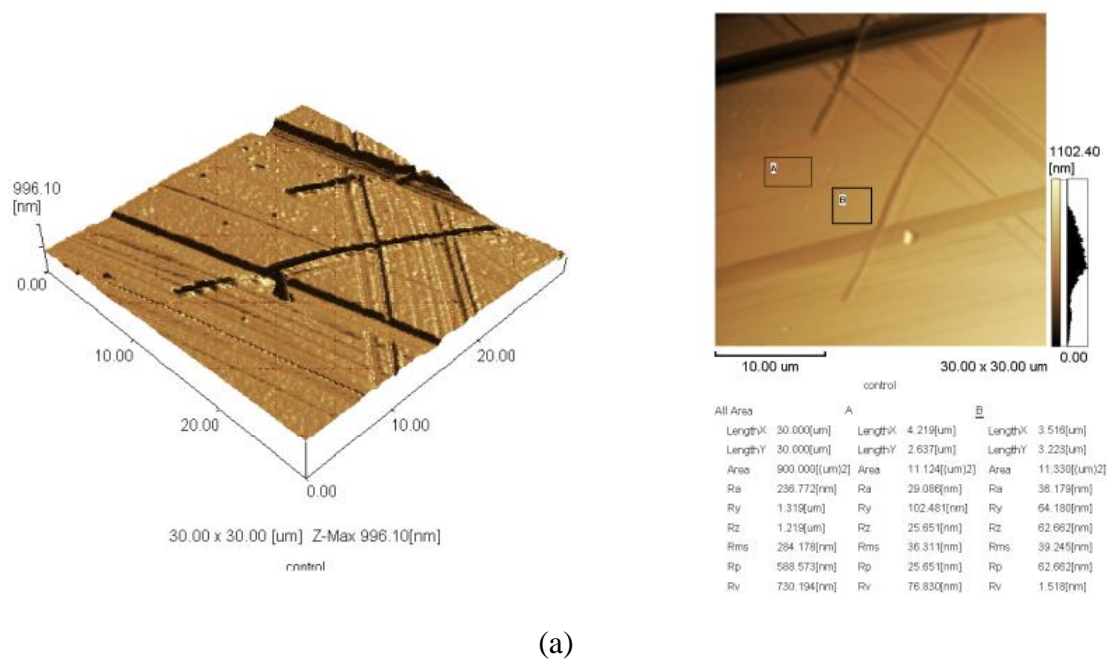 996.10
[nm]
0.00
10.00
20.00
20.00
10.00
0.00
30.00 x 30.00 [um] Z-Max 996.10[nm]
control
A
B
1102.40
[nm]
0.00
10.00 um 30.00 x 30.00 um
control
All Area A B
LengthX 30.000[um] LengthX 4.219[um] LengthX 3.516[um]
LengthY 30.000[um] LengthY 2.637[um] LengthY 3.223[um]
Area 900.000[(um)2] Area 11.124[(um)2] Area 11.330[(um)2]
Ra 236.772[nm] Ra 29.086[nm] Ra 38.179[nm]
Ry 1.319[um] Ry 102.481[nm] Ry 64.180[nm]
Rz 1.219[um] Rz 25.651[nm] Rz 62.662[nm]
Rms 284.178[nm] Rms 36.311[nm] Rms 39.245[nm]
Rp 588.573[nm] Rp 25.651[nm] Rp 62.662[nm]
Rv 730.194[nm] Rv 76.830[nm] Rv 1.518[nm]
(a)